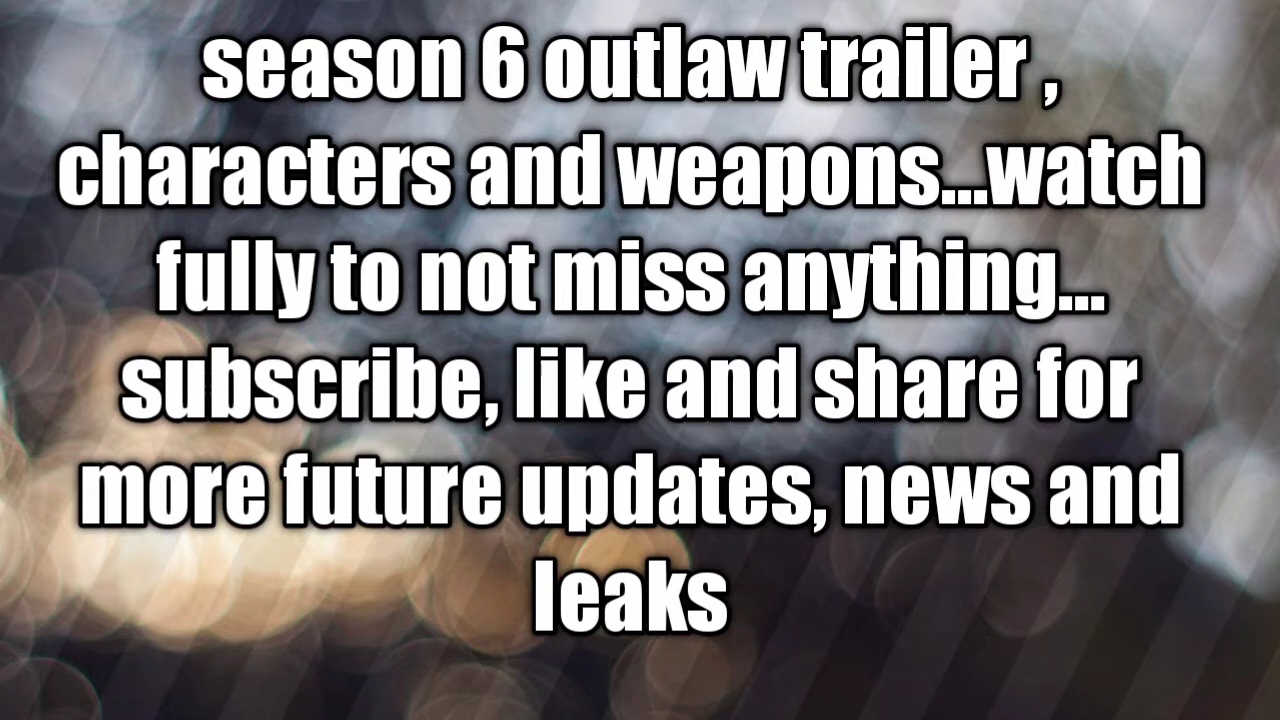 season 6 outlaw trailer ,
characters and weapons...watch
fully to not miss anything...
subscribe, like and share for
more future updates, news and
leaks